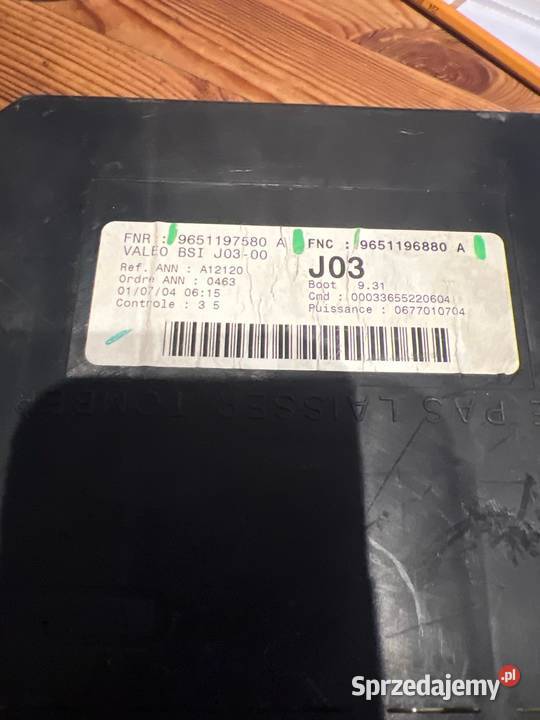 FNR : 9651197580 A
VALEO BSI J03-00
Ref. ANN : A12120
Ordre ANN : 0463
01/07/04 06:15
Controle : 3 5
FNC : 9651196880 A
J03
Boot 9.31
Cmd : 00033655220604
Puissance : 0677010704
E PAS LAISSER TOMBER
Sprzedajemy.pl